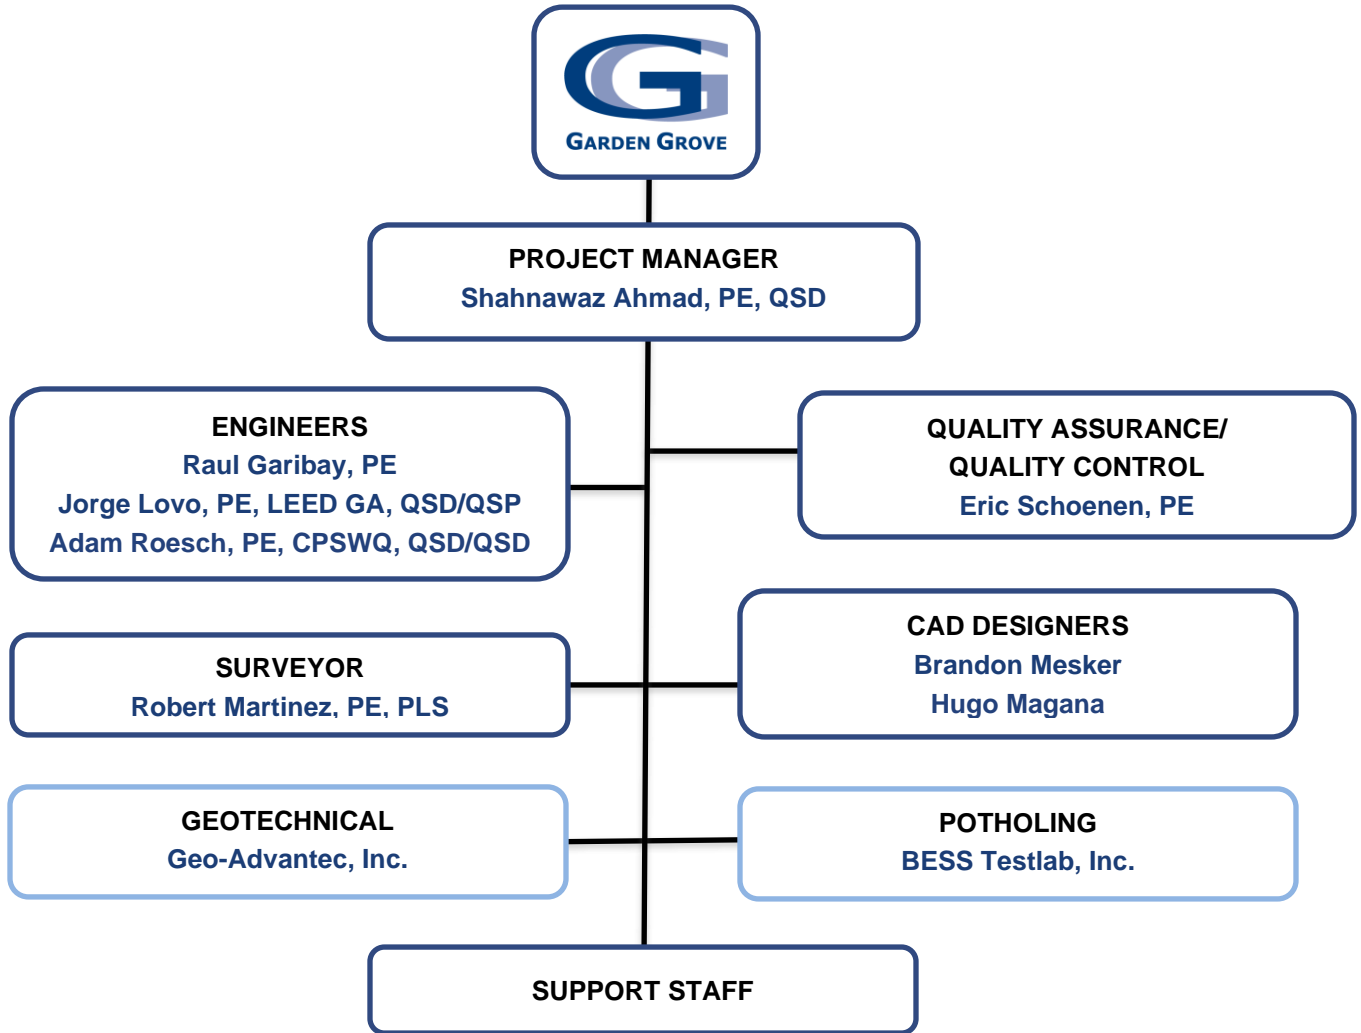 GARDEN GROVE
PROJECT MANAGER
Shahnawaz Ahmad, PE, QSD
ENGINEERS
Raul Garibay, PE
Jorge Lovo, PE, LEED GA, QSD/QSP
Adam Roesch, PE, CPSWQ, QSD/QSD
QUALITY ASSURANCE/
QUALITY CONTROL
Eric Schoenen, PE
SURVEYOR
Robert Martinez, PE, PLS
CAD DESIGNERS
Brandon Mesker
Hugo Magana
GEOTECHNICAL
Geo-Advantec, Inc.
POTHOLING
BESS Testlab, Inc.
SUPPORT STAFF